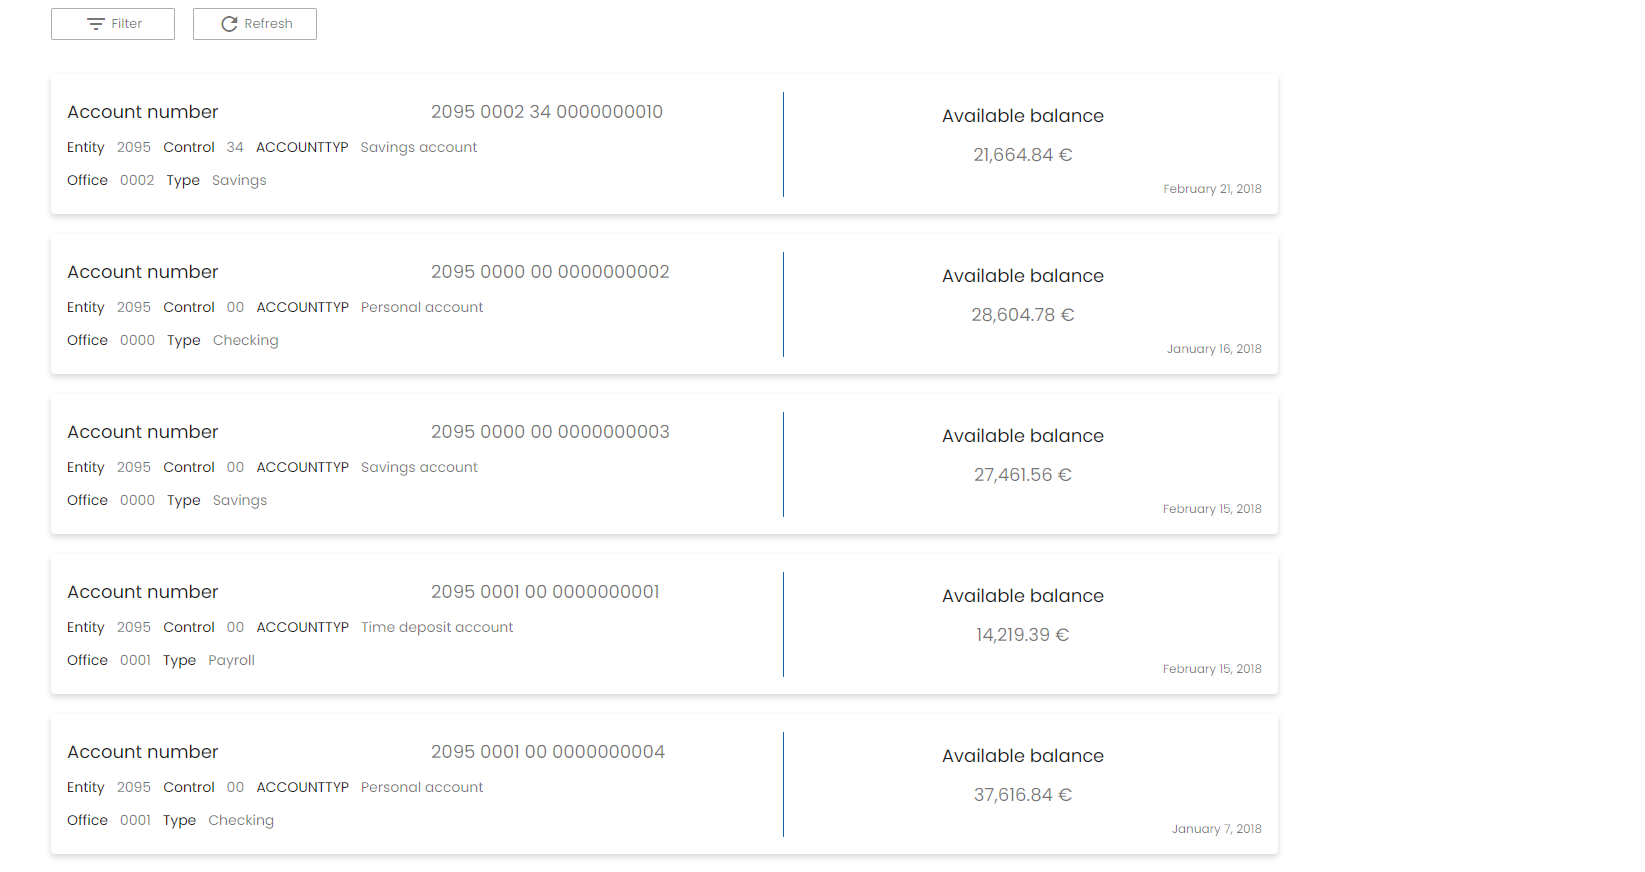 Filter Refresh
Account number 2095 0002 34 0000000010 Available balance
Entity 2095 Control 34 ACCOUNTTYP Savings account 21,664.84 €
Office 0002 Type Savings February 21, 2018
Account number 2095 0000 00 0000000002 Available balance
Entity 2095 Control 00 ACCOUNTTYP Personal account 28,604.78 €
Office 0000 Type Checking January 16, 2018
Account number 2095 0000 00 0000000003 Available balance
Entity 2095 Control 00 ACCOUNTTYP Savings account 27,461.56 €
Office 0000 Type Savings February 15, 2018
Account number 2095 0001 00 0000000001 Available balance
Entity 2095 Control 00 ACCOUNTTYP Time deposit account 14,219.39 €
Office 0001 Type Payroll February 15, 2018
Account number 2095 0001 00 0000000004 Available balance
Entity 2095 Control 00 ACCOUNTTYP Personal account 37,616.84 €
Office 0001 Type Checking January 7, 2018